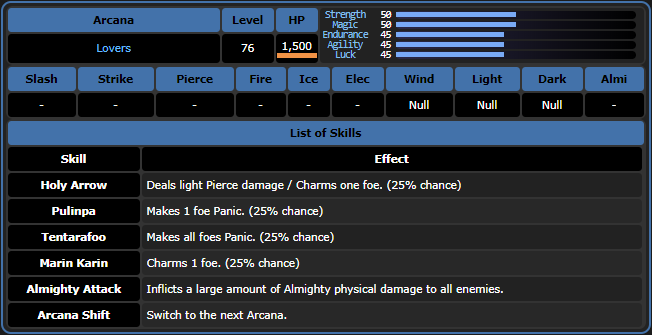 Arcana Level HP
Lovers 76 1,500
Strength 50
Magic 50
Endurance 45
Agility 45
Luck 45
Slash Strike Pierce Fire Ice Elec Wind Light Dark Almi
- - - - - - Null Null Null -
List of Skills
Skill Effect
Holy Arrow Deals light Pierce damage / Charms one foe. (25% chance)
Pulinpa Makes 1 foe Panic. (25% chance)
Tentarafoo Makes all foes Panic. (25% chance)
Marin Karin Charms 1 foe. (25% chance)
Almighty Attack Inflicts a large amount of Almighty physical damage to all enemies.
Arcana Shift Switch to the next Arcana.